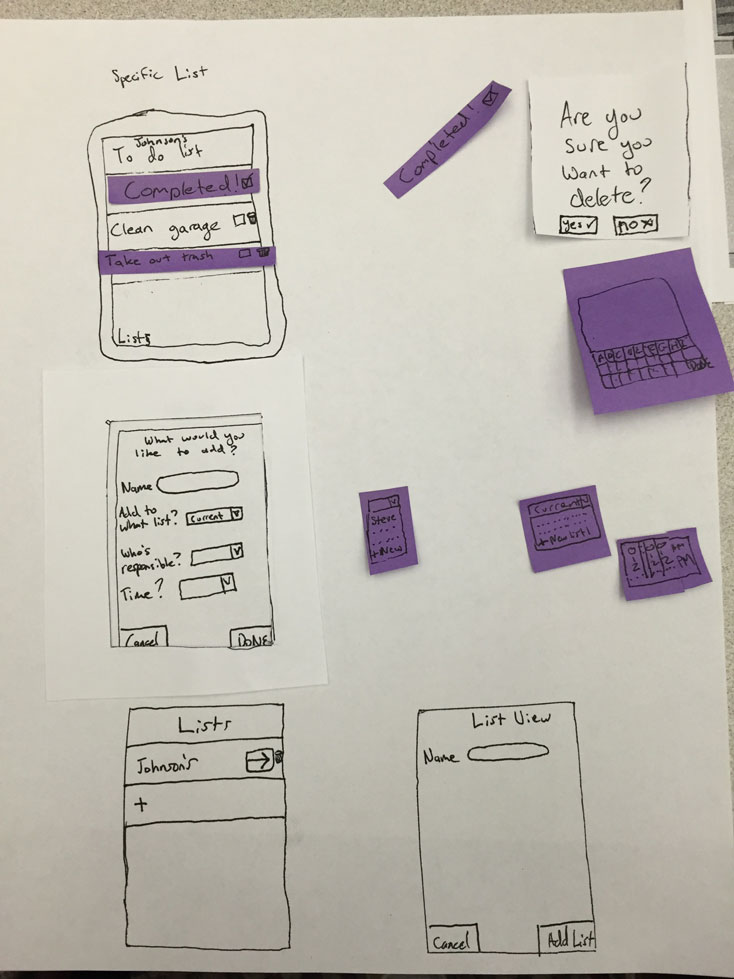 Specific List
Johnson's
To do list
Completed!
Clean garage
Take out trash
Lists
Completed!
Are you
sure you
want to
delete?
yes
no x
Done
What would you
like to add?
Name
Add to
what list? Current
Who's
responsible?
Time?
Cancel DONE
Steve
+ New
Current
+ New list!
Lists
Johnson's
+
List View
Name
Cancel Add List